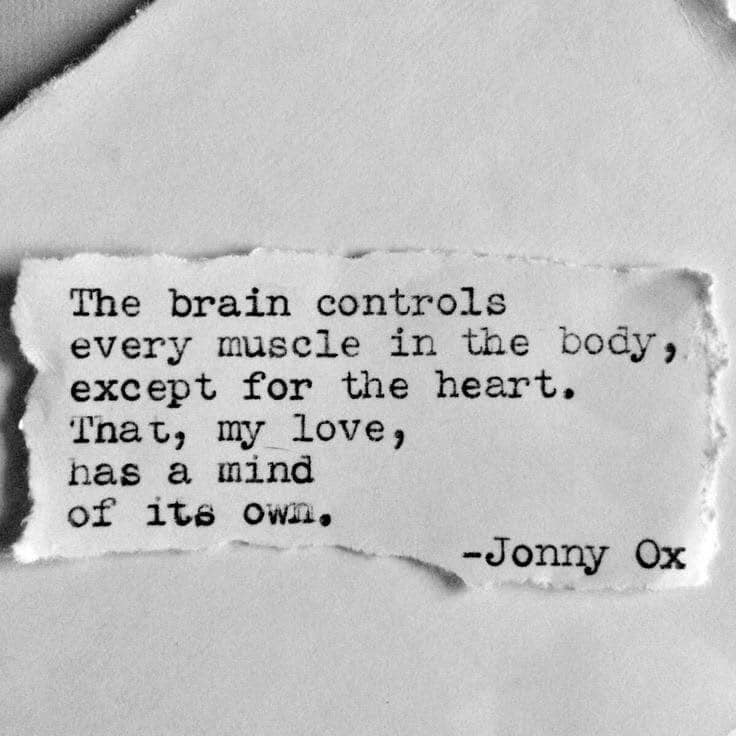 The brain controls
every muscle in the body,
except for the heart.
That, my love,
has a mind
of its own.
-Jonny Ox